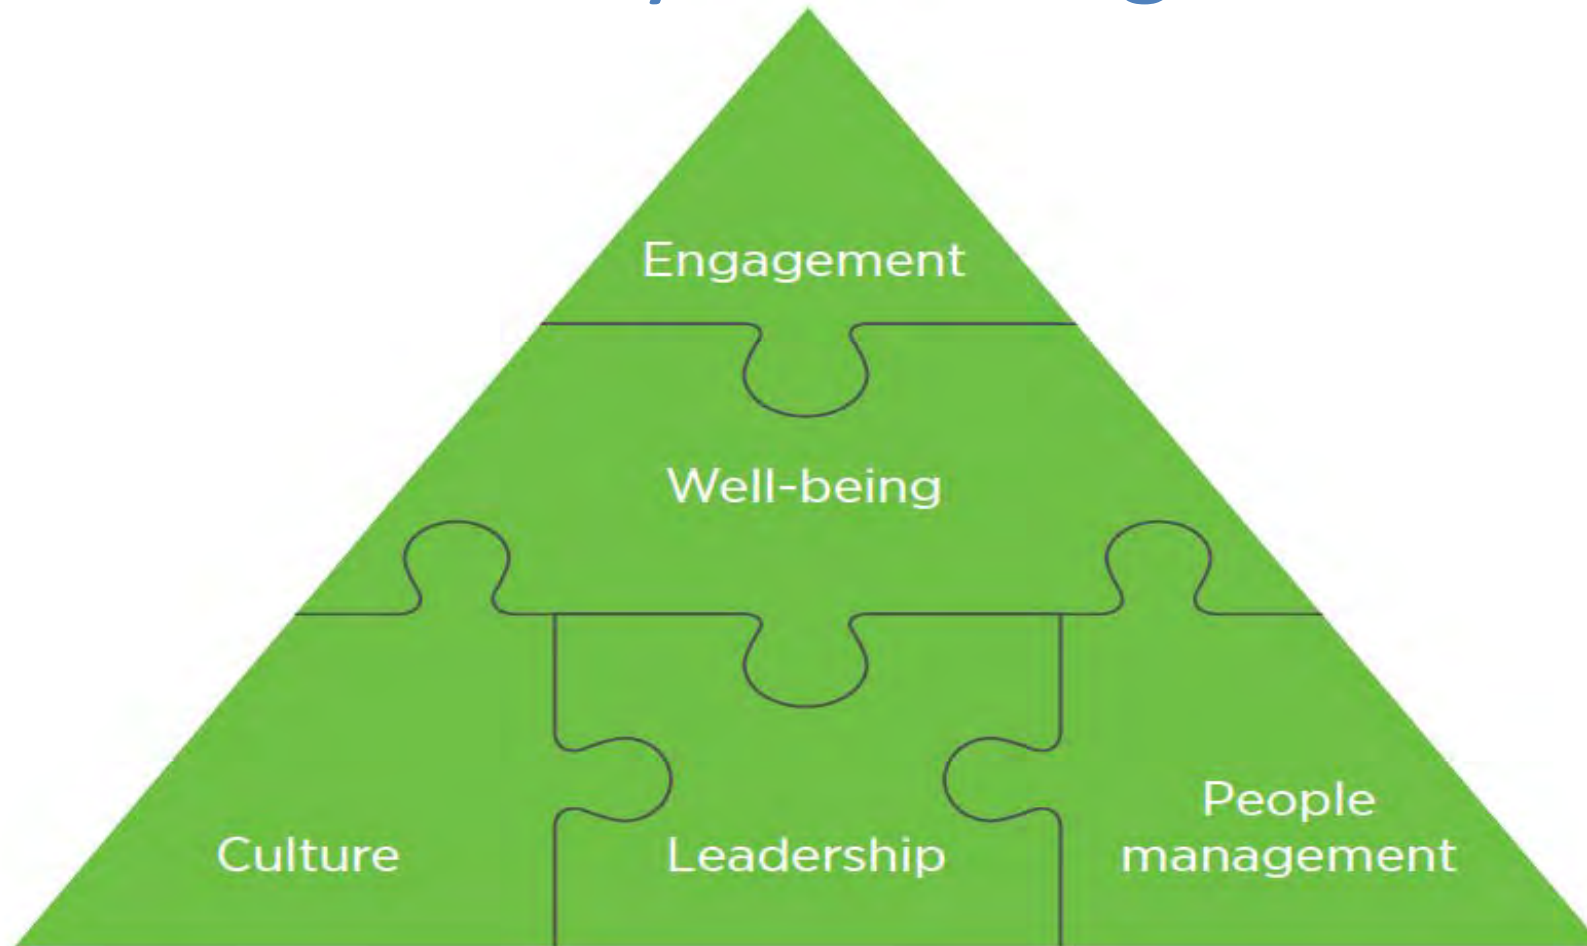 Engagement
Well-being
Culture
Leadership
People
management